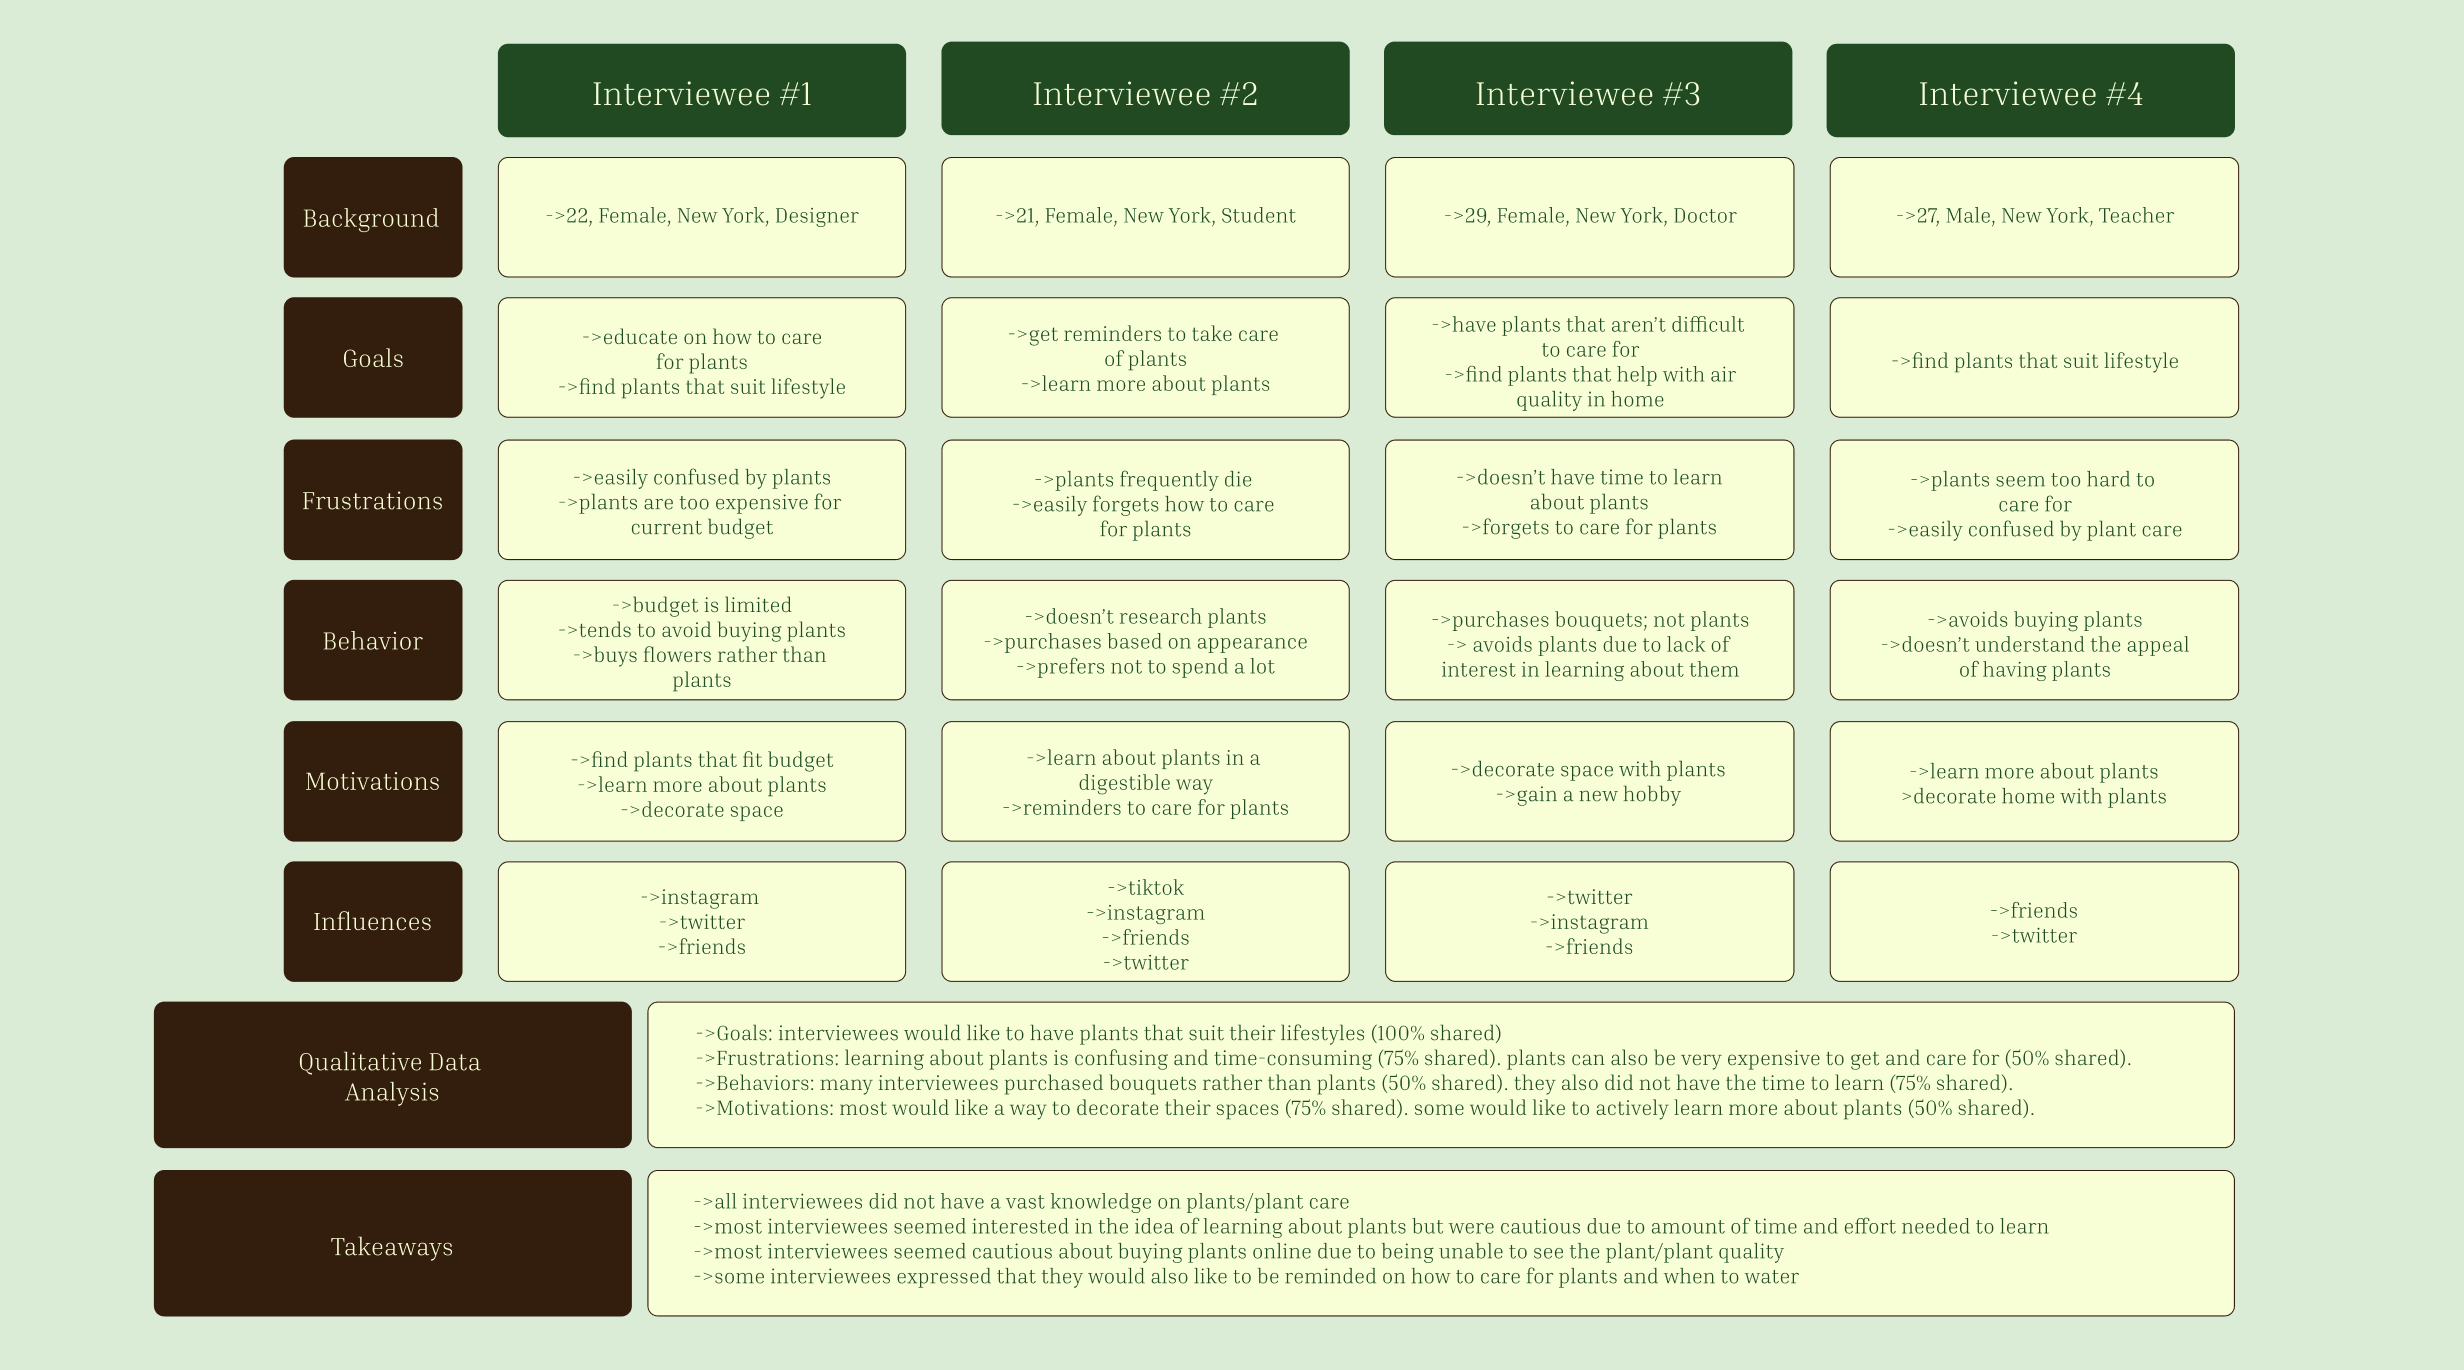 Interviewee #1
Interviewee #2
Interviewee #3
Interviewee #4
Background
->22, Female, New York, Designer
->21, Female, New York, Student
->29, Female, New York, Doctor
->27, Male, New York, Teacher
Goals
->educate on how to care
for plants
->find plants that suit lifestyle
->get reminders to take care
of plants
->learn more about plants
->have plants that aren’t difficult
to care for
->find plants that help with air
quality in home
->find plants that suit lifestyle
Frustrations
->easily confused by plants
->plants are too expensive for
current budget
->plants frequently die
->easily forgets how to care
for plants
->doesn’t have time to learn
about plants
->forgets to care for plants
->plants seem too hard to
care for
->easily confused by plant care
Behavior
->budget is limited
->tends to avoid buying plants
->buys flowers rather than
plants
->doesn’t research plants
->purchases based on appearance
->prefers not to spend a lot
->purchases bouquets; not plants
-> avoids plants due to lack of
interest in learning about them
->avoids buying plants
->doesn’t understand the appeal
of having plants
Motivations
->find plants that fit budget
->learn more about plants
->decorate space
->learn about plants in a
digestible way
->reminders to care for plants
->decorate space with plants
->gain a new hobby
->learn more about plants
>decorate home with plants
Influences
->instagram
->twitter
->friends
->tiktok
->instagram
->friends
->twitter
->twitter
->instagram
->friends
->friends
->twitter
Qualitative Data
Analysis
->Goals: interviewees would like to have plants that suit their lifestyles (100% shared)
->Frustrations: learning about plants is confusing and time-consuming (75% shared). plants can also be very expensive to get and care for (50% shared).
->Behaviors: many interviewees purchased bouquets rather than plants (50% shared). they also did not have the time to learn (75% shared).
->Motivations: most would like a way to decorate their spaces (75% shared). some would like to actively learn more about plants (50% shared).
Takeaways
->all interviewees did not have a vast knowledge on plants/plant care
->most interviewees seemed interested in the idea of learning about plants but were cautious due to amount of time and effort needed to learn
->most interviewees seemed cautious about buying plants online due to being unable to see the plant/plant quality
->some interviewees expressed that they would also like to be reminded on how to care for plants and when to water